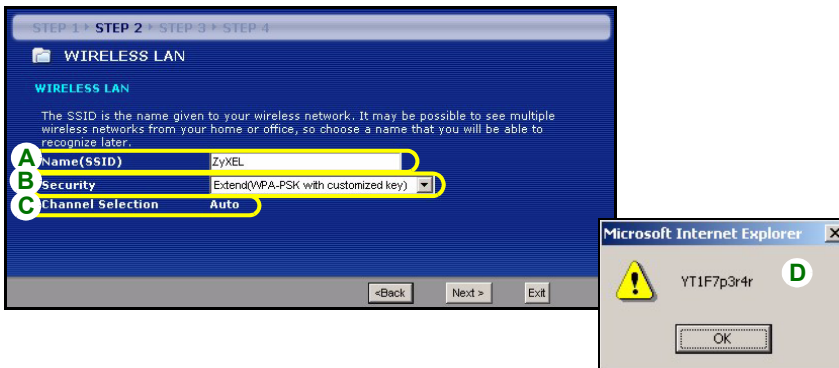 STEP 1 STEP 2 STEP 3 STEP 4
WIRELESS LAN
WIRELESS LAN
The SSID is the name given to your wireless network. It may be possible to see multiple
wireless networks from your home or office, so choose a name that you will be able to
recognize later.
A Name(SSID) ZyXEL
B Security Extend(WPA-PSK with customized key)
C Channel Selection Auto
<Back Next > Exit
Microsoft Internet Explorer X
YT1F7p3r4r D
OK